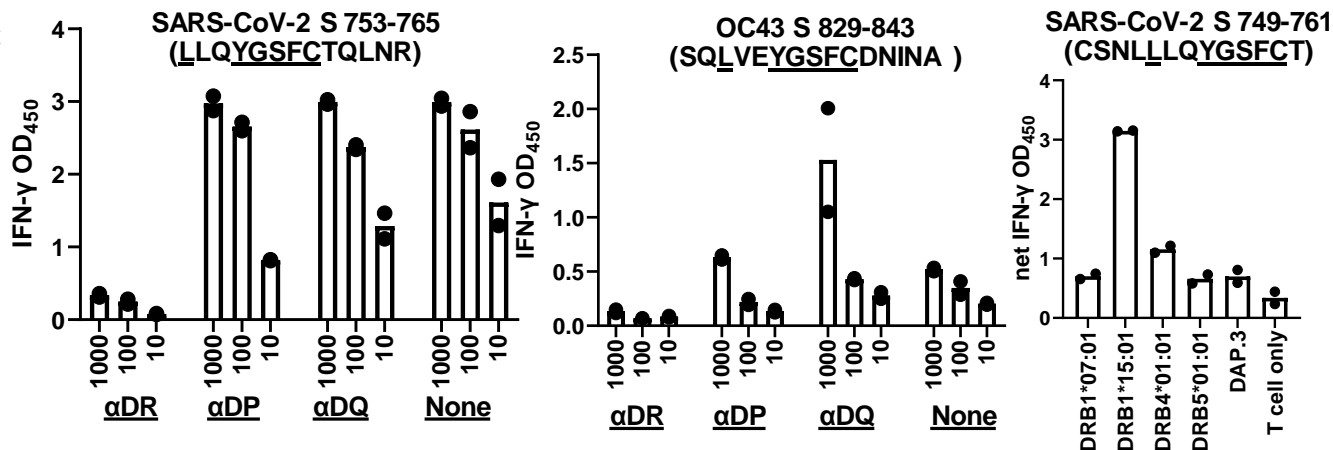 SARS-CoV-2 S 753-765
(LLQYGSFCTQLNR)
IFN-γ OD450
4
3
2
1
0
1000
100
10
1000
100
10
1000
100
10
1000
100
10
αDR
αDP
αDQ
None
OC43 S 829-843
(SQLVEYGSFCDNINA )
IFN-γ OD450
2.5
2.0
1.5
1.0
0.5
0.0
1000
100
10
1000
100
10
1000
100
10
1000
100
10
αDR
αDP
αDQ
None
SARS-CoV-2 S 749-761
(CSNLLLQYGSFCT)
net IFN-γ OD450
4
3
2
1
0
DRB1*07:01
DRB1*15:01
DRB4*01:01
DRB5*01:01
DAP.3
T cell only